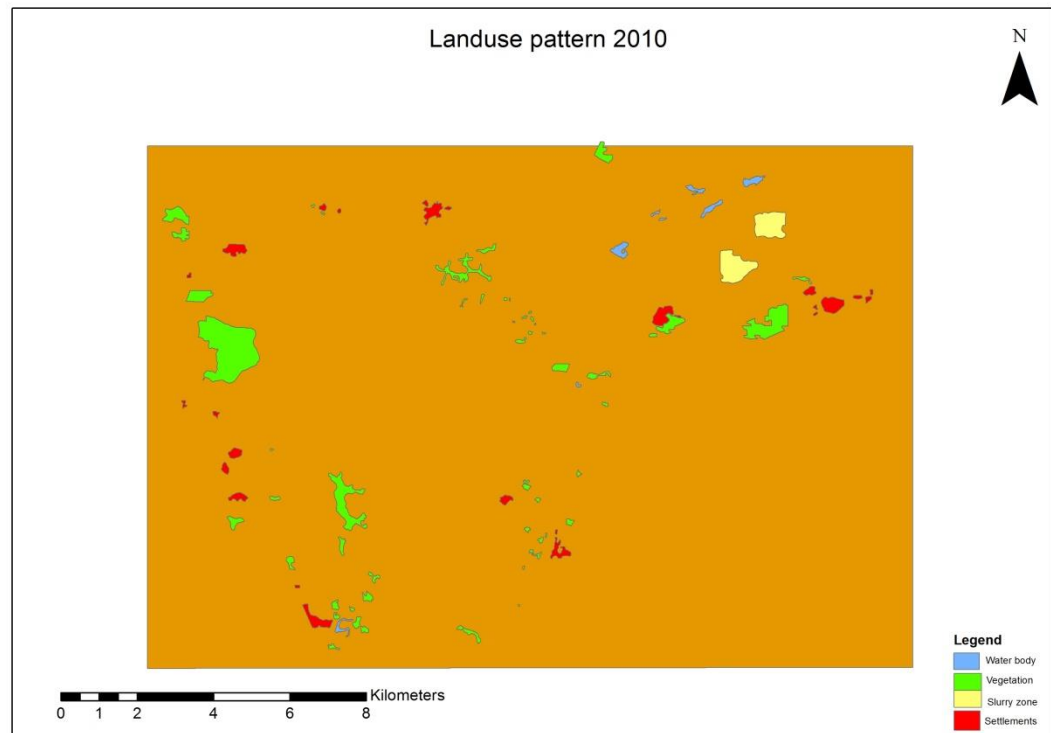 Landuse pattern 2010
N
Legend
Water body
Vegetation
Slurry zone
Settlements
Kilometers
0 1 2 4 6 8